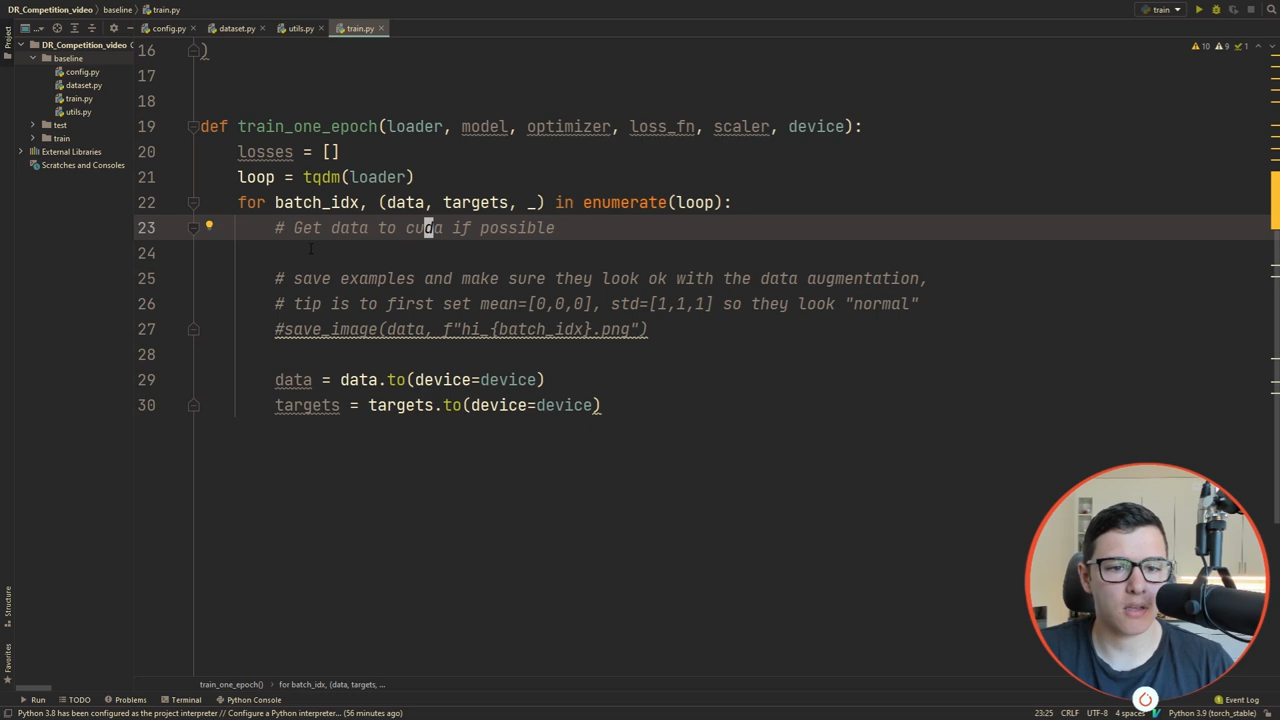 DR_Competition_video
baseline
train.py
train
Project
...
config.py
dataset.py
utils.py
train.py
DR_Competition_video
baseline
config.py
dataset.py
train.py
utils.py
test
train
External Libraries
Scratches and Consoles
10 9 1
16 )
17
18
19 def train_one_epoch(loader, model, optimizer, loss_fn, scaler, device):
20 losses = []
21 loop = tqdm(loader)
22 for batch_idx, (data, targets, _) in enumerate(loop):
23 # Get data to cuda if possible
24
25 # save examples and make sure they look ok with the data augmentation,
26 # tip is to first set mean=[0,0,0], std=[1,1,1] so they look "normal"
27 #save_image(data, f"hi_{batch_idx}.png")
28
29 data = data.to(device=device)
30 targets = targets.to(device=device)
Structure
Favorites
train_one_epoch() for batch_idx, (data, targets, ...
Run TODO Problems Terminal Python Console Event Log
Python 3.8 has been configured as the project interpreter // Configure a Python interpreter... (56 minutes ago) 23:25 CRLF UTF-8 4 spaces Python 3.9 (torch_stable)